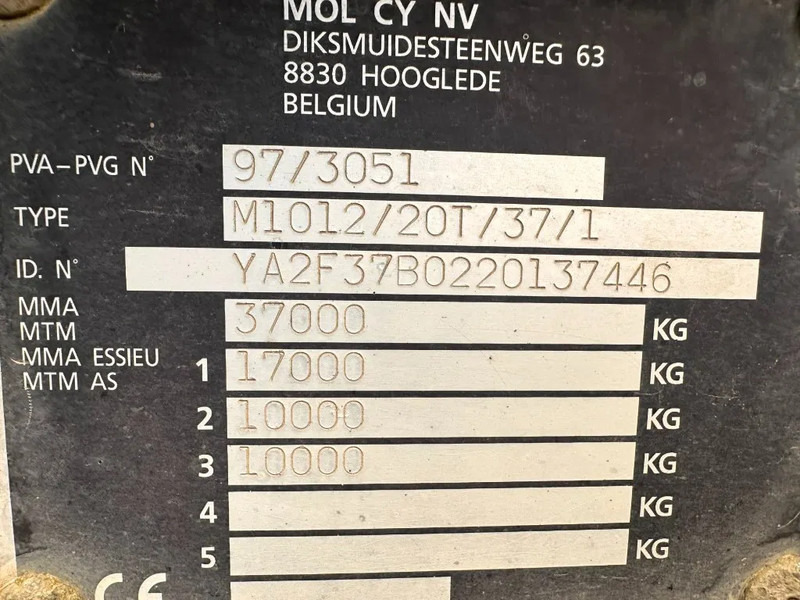 MOL CY NV
DIKSMUIDESTEENWEG 63
8830 HOOGLEDE
BELGIUM
PVA-PVG N° 97/3051
TYPE M1012/20T/37/1
ID. N° YA2F37B0220137446
MMA
MTM 37000 KG
MMA ESSIEU
MTM AS 1 17000 KG
2 10000 KG
3 10000 KG
4 KG
5 KG
CE